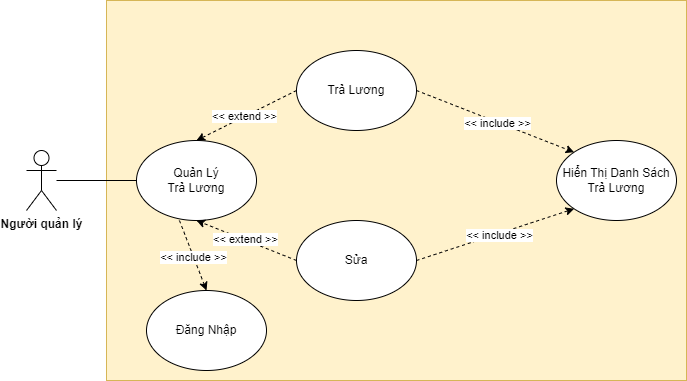 Trả Lương
<< extend >>
<< include >>
Quản Lý
Trả Lương
Hiển Thị Danh Sách
Trả Lương
Người quản lý
<< extend >>
<< include >>
<< include >>
Sửa
Đăng Nhập